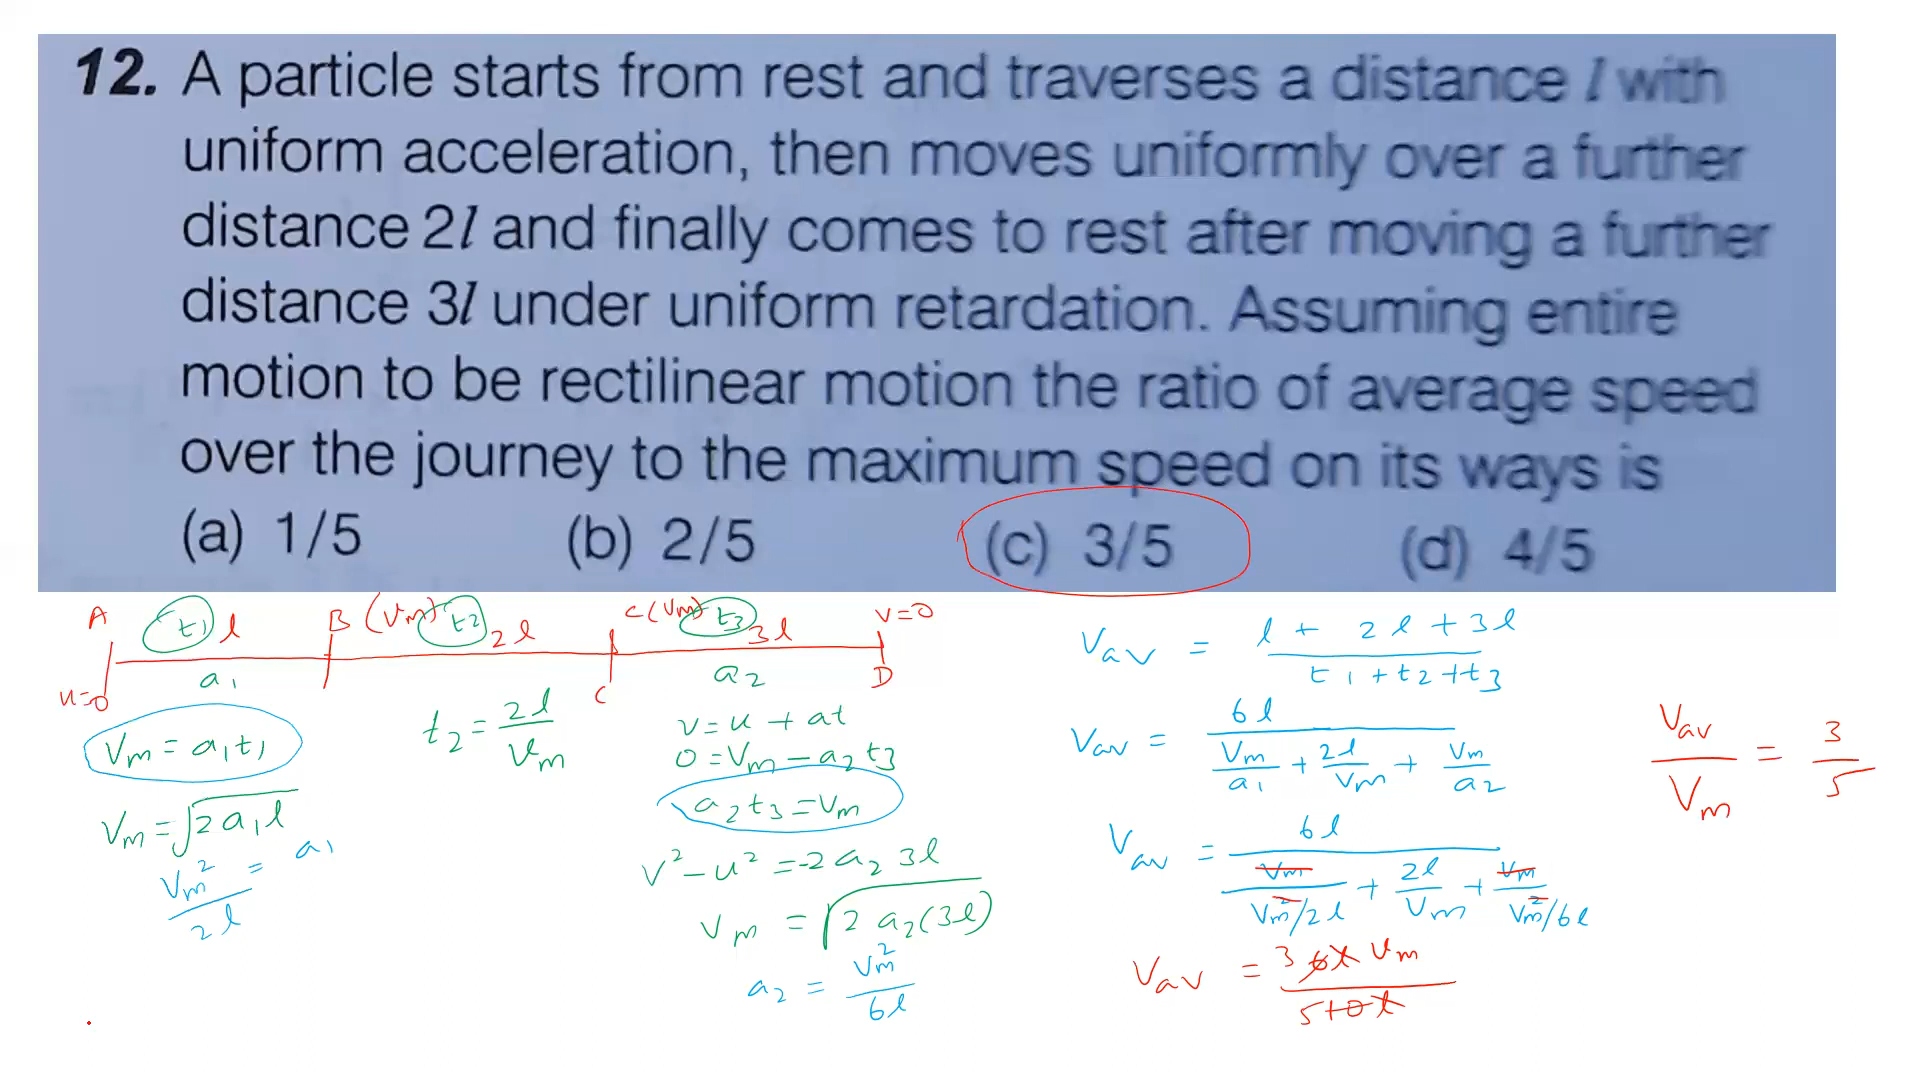 12. A particle starts from rest and traverses a distance l with
uniform acceleration, then moves uniformly over a further
distance 2l and finally comes to rest after moving a further
distance 3l under uniform retardation. Assuming entire
motion to be rectilinear motion the ratio of average speed
over the journey to the maximum speed on its ways is
(a) 1/5 (b) 2/5 (c) 3/5 (d) 4/5
A t1 l B (Vm) t2 2l C (Vm) t3 3l v=0
u=0 a1 C a2 D
Vm = a1t1
Vm = √2a1l
Vm²/2l = a1
t2 = 2l/Vm
v = u + at
0 = Vm - a2t3
a2t3 = Vm
v² - u² = -2a2 3l
Vm = √2a2(3l)
a2 = Vm²/6l
Vav = l + 2l + 3l / t1 + t2 + t3
Vav = 6l / Vm/a1 + 2l/Vm + Vm/a2
Vav = 6l / Vm/Vm²/2l + 2l/Vm + Vm/Vm²/6l
Vav = 3 6l Vm / 5 10l
Vav/Vm = 3/5